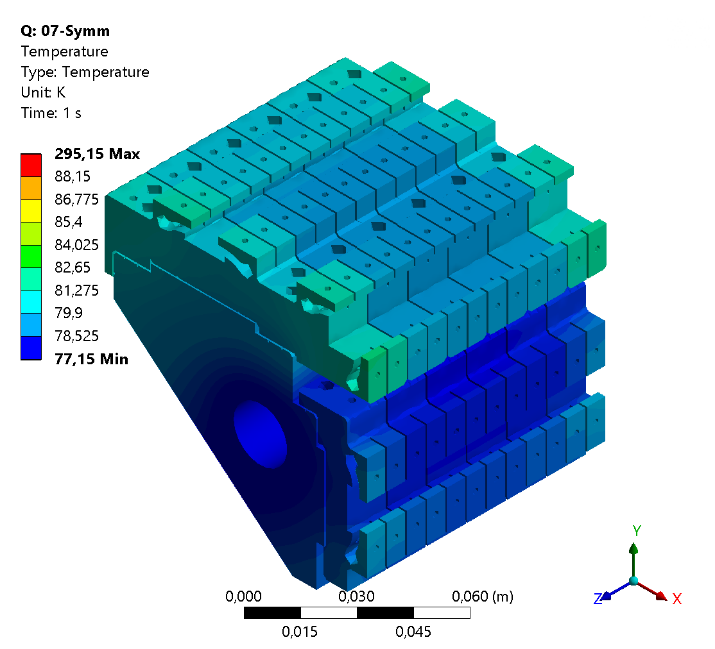 Q: 07-Symm
Temperature
Type: Temperature
Unit: K
Time: 1 s
295,15 Max
88,15
86,775
85,4
84,025
82,65
81,275
79,9
78,525
77,15 Min
0,000
0,030
0,060 (m)
0,015
0,045
Y
Z
X